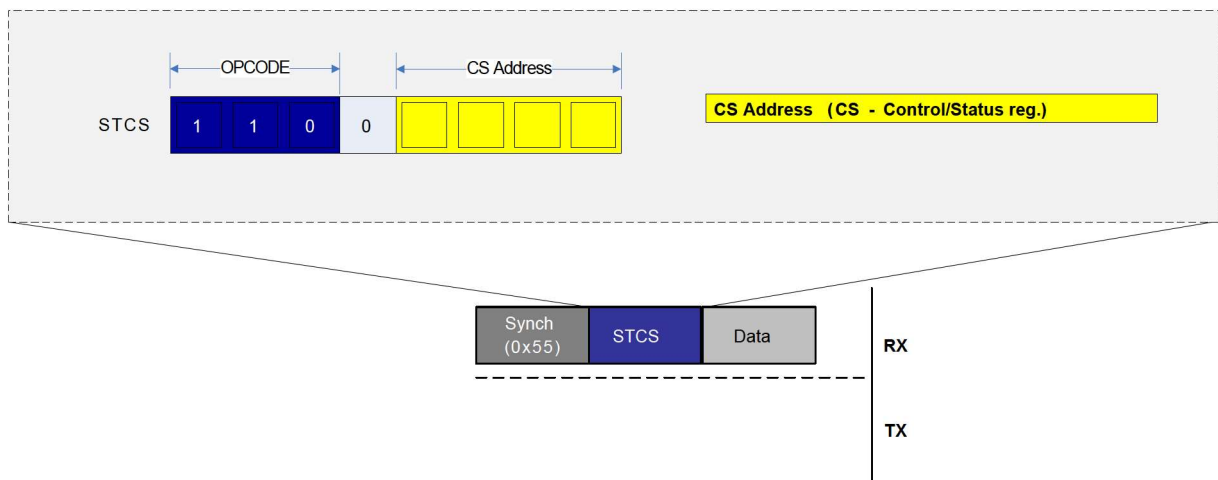 OPCODE
CS Address
STCS
1 1 0 0
CS Address (CS - Control/Status reg.)
Synch
(0x55)
STCS
Data
RX
TX